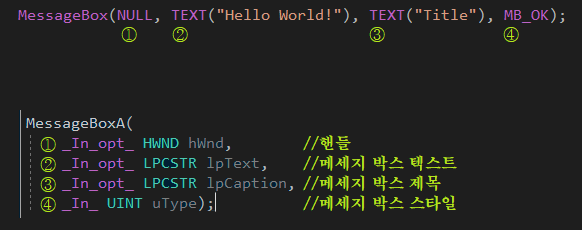 MessageBox(NULL, TEXT("Hello World!"), TEXT("Title"), MB_OK);
① ② ③ ④
MessageBoxA(
① _In_opt_ HWND hWnd, //핸들
② _In_opt_ LPCSTR lpText, //메세지 박스 텍스트
③ _In_opt_ LPCSTR lpCaption, //메세지 박스 제목
④ _In_ UINT uType); //메세지 박스 스타일